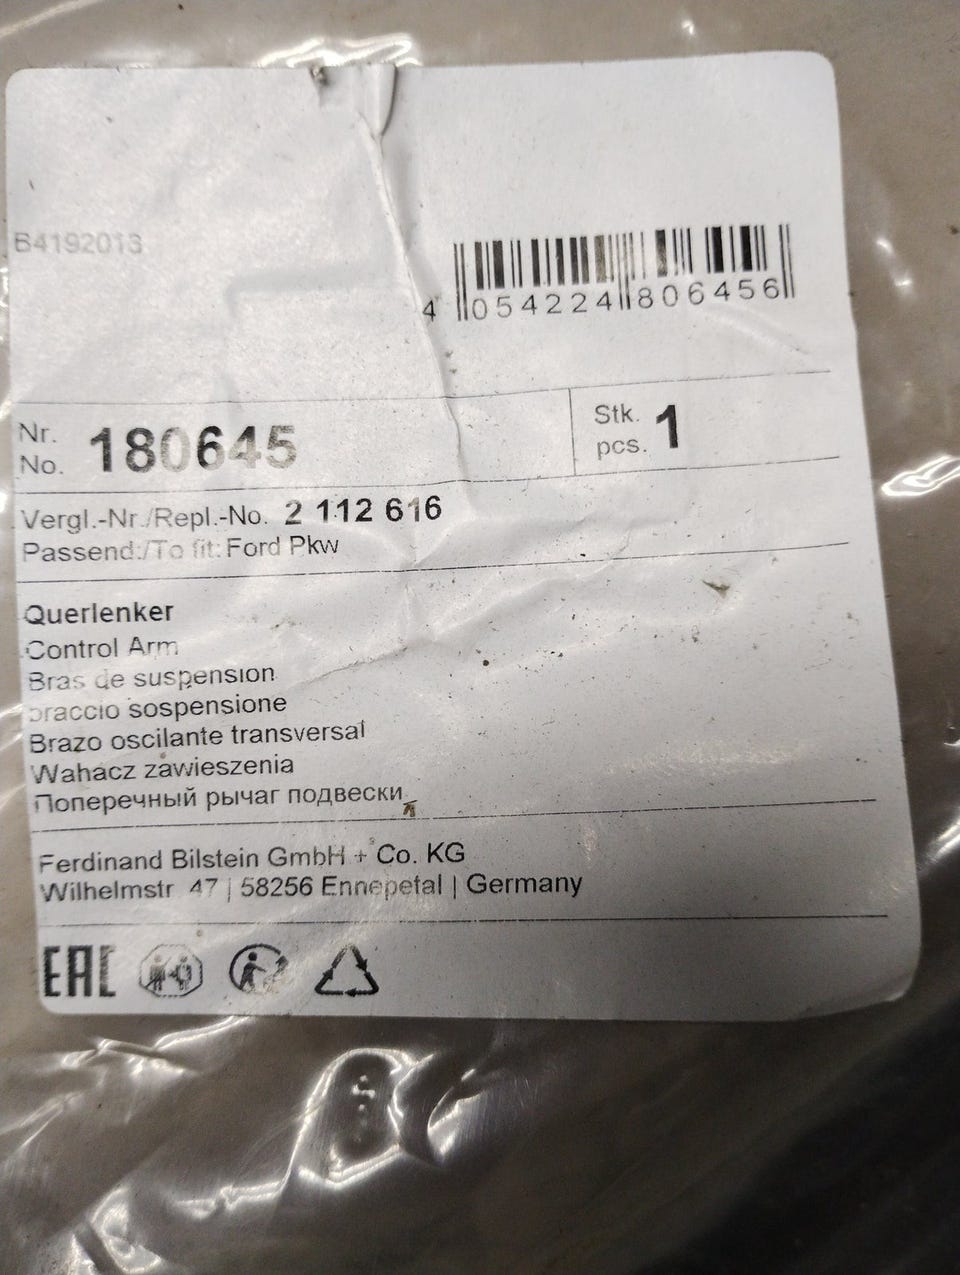 B4192013
4 054224 806456
Nr.
No. 180645
Stk.
pcs. 1
Vergl.-Nr./Repl.-No. 2 112 616
Passend:/To fit: Ford Pkw
Querlenker
Control Arm
Bras de suspension
braccio sospensione
Brazo oscilante transversal
Wahacz zawieszenia
Поперечный рычаг подвески
Ferdinand Bilstein GmbH + Co. KG
Wilhelmstr 47 | 58256 Ennepetal | Germany
EAC